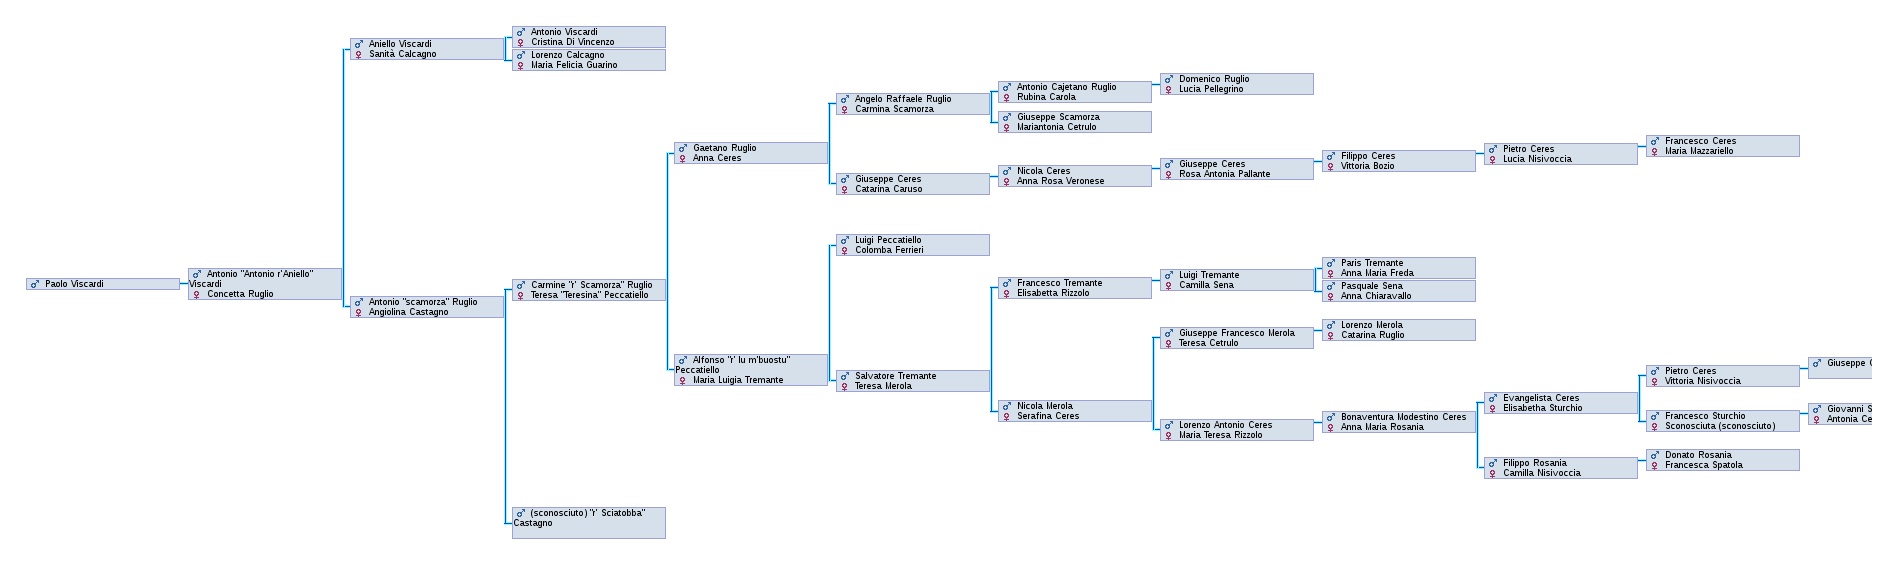 Paolo Viscardi
Antonio "Antonio r'Aniello"
Viscardi
Concetta Ruglio
Aniello Viscardi
Sanità Calcagno
Antonio "scamorza" Ruglio
Angiolina Castagno
Antonio Viscardi
Cristina Di Vincenzo
Lorenzo Calcagno
Maria Felicia Guarino
Carmine "r' Scamorza" Ruglio
Teresa "Teresina" Peccatiello
(sconosciuto) "r' Sciatobba"
Castagno
Gaetano Ruglio
Anna Ceres
Alfonso "r' lu m'buostu"
Peccatiello
Maria Luigia Tremante
Angelo Raffaele Ruglio
Carmina Scamorza
Giuseppe Ceres
Catarina Caruso
Luigi Peccatiello
Colomba Ferrieri
Salvatore Tremante
Teresa Merola
Antonio Cajetano Ruglio
Rubina Carola
Giuseppe Scamorza
Mariantonia Cetrulo
Nicola Ceres
Anna Rosa Veronese
Francesco Tremante
Elisabetta Rizzolo
Nicola Merola
Serafina Ceres
Domenico Ruglio
Lucia Pellegrino
Giuseppe Ceres
Rosa Antonia Pallante
Luigi Tremante
Camilla Sena
Giuseppe Francesco Merola
Teresa Cetrulo
Lorenzo Antonio Ceres
Maria Teresa Rizzolo
Filippo Ceres
Vittoria Bozio
Paris Tremante
Anna Maria Freda
Pasquale Sena
Anna Chiaravallo
Lorenzo Merola
Catarina Ruglio
Bonaventura Modestino Ceres
Anna Maria Rosania
Pietro Ceres
Lucia Nisivoccia
Evangelista Ceres
Elisabetha Sturchio
Filippo Rosania
Camilla Nisivoccia
Francesco Ceres
Maria Mazzariello
Pietro Ceres
Vittoria Nisivoccia
Francesco Sturchio
Sconosciuta (sconosciuto)
Donato Rosania
Francesca Spatola
Giuseppe
Giovanni
Antonia